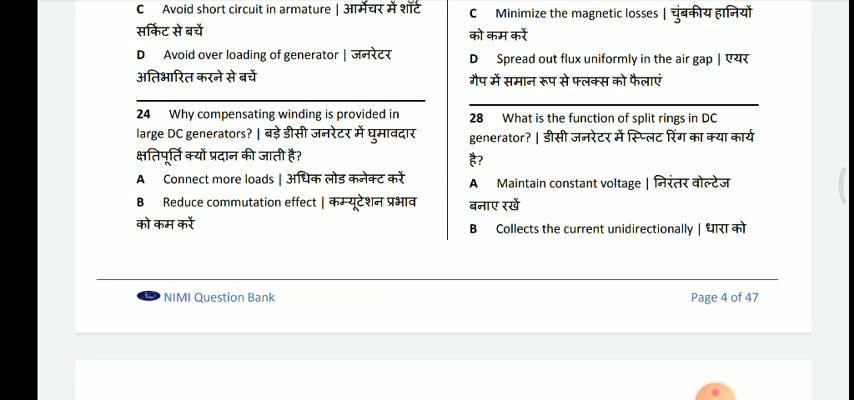 C Avoid short circuit in armature | आर्मेचर में शॉर्ट
सर्किट से बचें
D Avoid over loading of generator | जनरेटर
अतिभारित करने से बचें
24 Why compensating winding is provided in
large DC generators? | बड़े डीसी जनरेटर में घुमावदार
क्षतिपूर्ति क्यों प्रदान की जाती है?
A Connect more loads | अधिक लोड कनेक्ट करें
B Reduce commutation effect | कम्यूटेशन प्रभाव
को कम करें
C Minimize the magnetic losses | चुंबकीय हानियों
को कम करें
D Spread out flux uniformly in the air gap | एयर
गैप में समान रूप से फ्लक्स को फैलाएं
28 What is the function of split rings in DC
generator? | डीसी जनरेटर में स्प्लिट रिंग का क्या कार्य
है?
A Maintain constant voltage | निरंतर वोल्टेज
बनाए रखें
B Collects the current unidirectionally | धारा को
NIMI Question Bank
Page 4 of 47